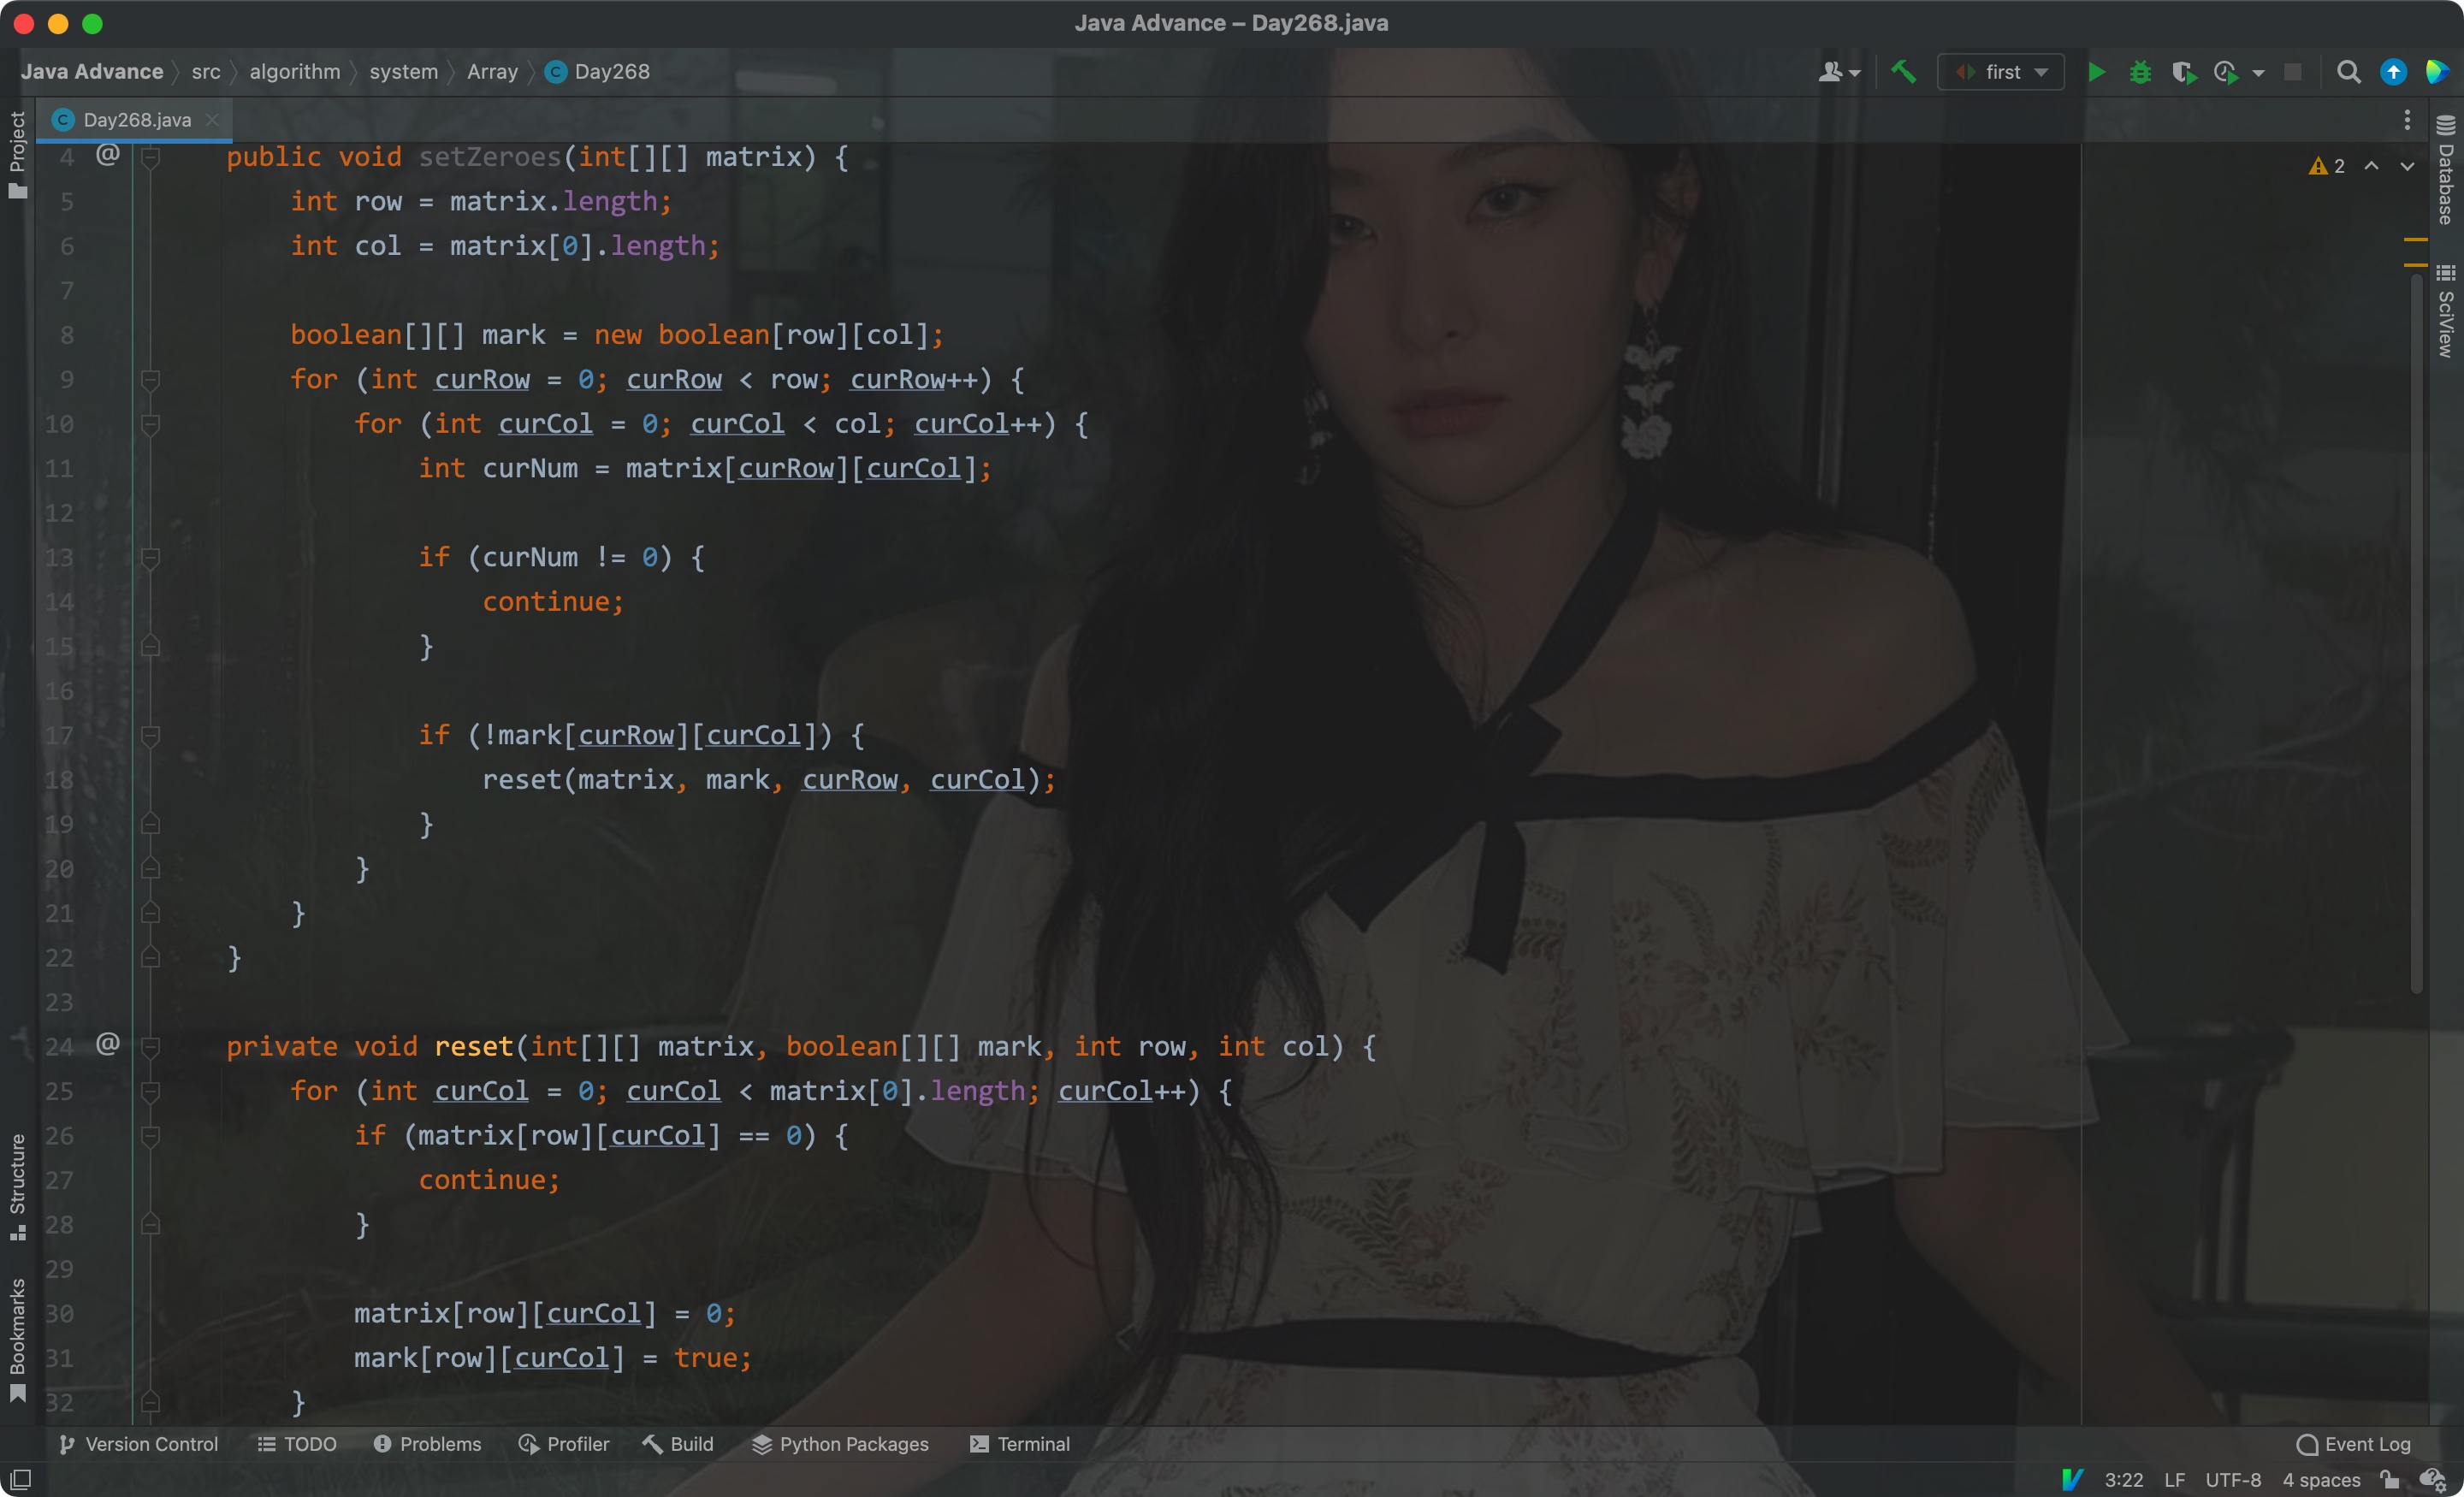 Java Advance – Day268.java
Java Advance src algorithm system Array Day268
first
Project
Day268.java
4 @ public void setZeroes(int[][] matrix) {
2
5 int row = matrix.length;
6 int col = matrix[0].length;
7
8 boolean[][] mark = new boolean[row][col];
9 for (int curRow = 0; curRow < row; curRow++) {
10 for (int curCol = 0; curCol < col; curCol++) {
11 int curNum = matrix[curRow][curCol];
12
13 if (curNum != 0) {
14 continue;
15 }
16
17 if (!mark[curRow][curCol]) {
18 reset(matrix, mark, curRow, curCol);
19 }
20 }
21 }
22 }
23
24 @ private void reset(int[][] matrix, boolean[][] mark, int row, int col) {
25 for (int curCol = 0; curCol < matrix[0].length; curCol++) {
26 if (matrix[row][curCol] == 0) {
27 continue;
28 }
29
30 matrix[row][curCol] = 0;
31 mark[row][curCol] = true;
32 }
Structure
Bookmarks
Database
SciView
Version Control TODO Problems Profiler Build Python Packages Terminal Event Log
3:22 LF UTF-8 4 spaces